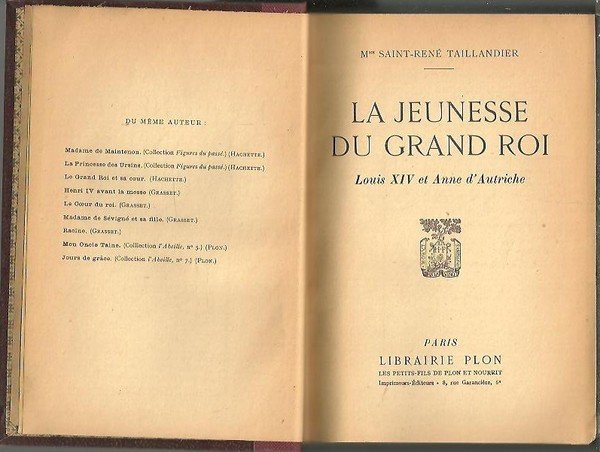 DU MÊME AUTEUR :
Madame de Maintenon. (Collection Figures du passé.) (HACHETTE.)
La Princesse des Ursins. (Collection Figures du passé.) (HACHETTE.)
Le Grand Roi et sa cour. (HACHETTE.)
Henri IV avant la messe (GRASSET.)
Le Cœur du roi. (GRASSET.)
Madame de Sévigné et sa fille. (GRASSET.)
Racine. (GRASSET.)
Mon Oncle Taine. (Collection l'Abeille, n° 3.) (PLON.)
Jours de grâce. (Collection l'Abeille, n° 7.) (PLON.)
Mme SAINT-RENÉ TAILLANDIER
LA JEUNESSE
DU GRAND ROI
Louis XIV et Anne d'Autriche
PARIS
LIBRAIRIE PLON
LES PETITS-FILS DE PLON ET NOURRIT
Imprimeurs-Éditeurs - 8, rue Garancière, 6e